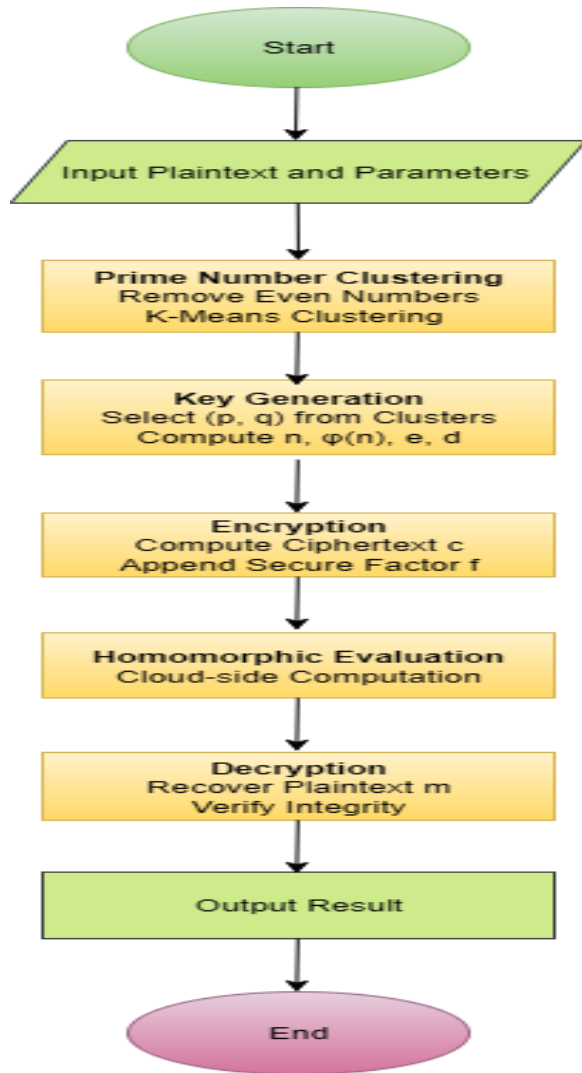 Start
Input Plaintext and Parameters
Prime Number Clustering
Remove Even Numbers
K-Means Clustering
Key Generation
Select (p, q) from Clusters
Compute n, φ(n), e, d
Encryption
Compute Ciphertext c
Append Secure Factor f
Homomorphic Evaluation
Cloud-side Computation
Decryption
Recover Plaintext m
Verify Integrity
Output Result
End